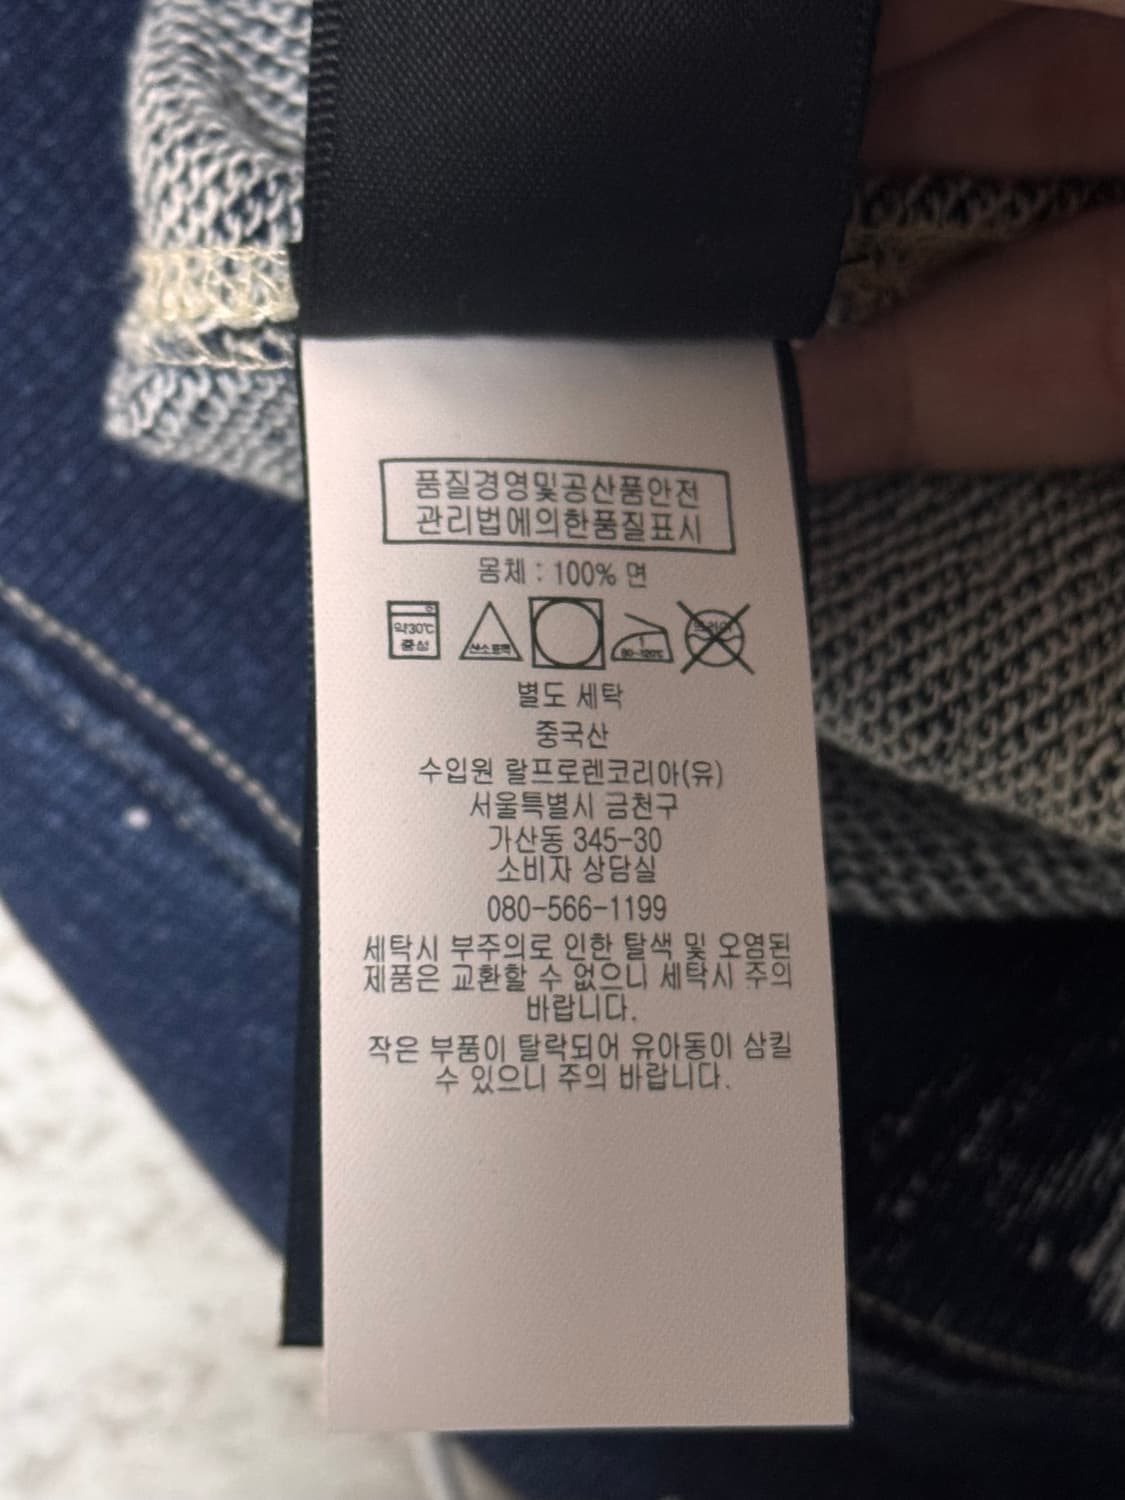 품질경영및공산품안전
관리법에의한품질표시
몸체 : 100% 면
약30℃
중성
산소표백
80~120℃
별도 세탁
중국산
수입원 랄프로렌코리아(유)
서울특별시 금천구
가산동 345-30
소비자 상담실
080-566-1199
세탁시 부주의로 인한 탈색 및 오염된
제품은 교환할 수 없으니 세탁시 주의
바랍니다.
작은 부품이 탈락되어 유아동이 삼킬
수 있으니 주의 바랍니다.